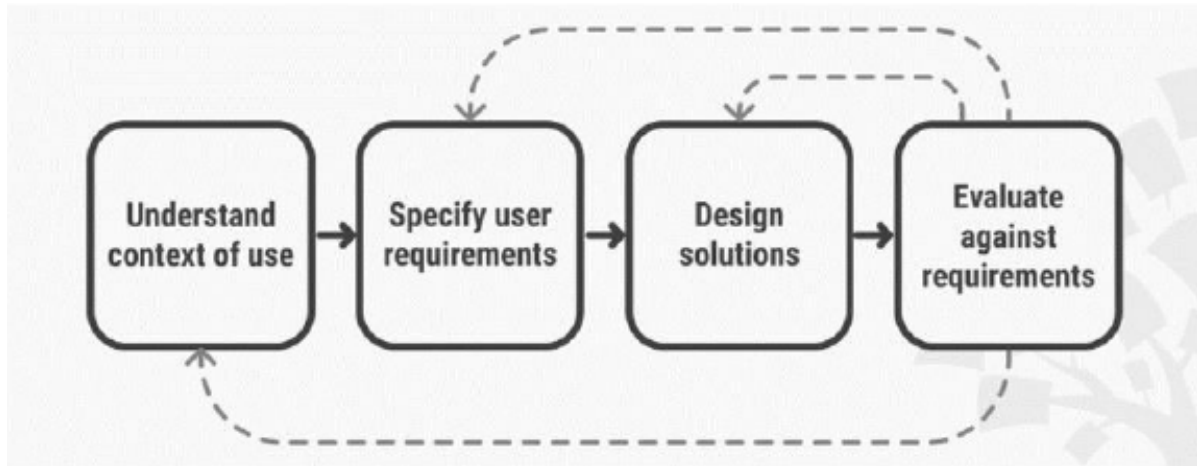 Understand
context of use
Specify user
requirements
Design
solutions
Evaluate
against
requirements